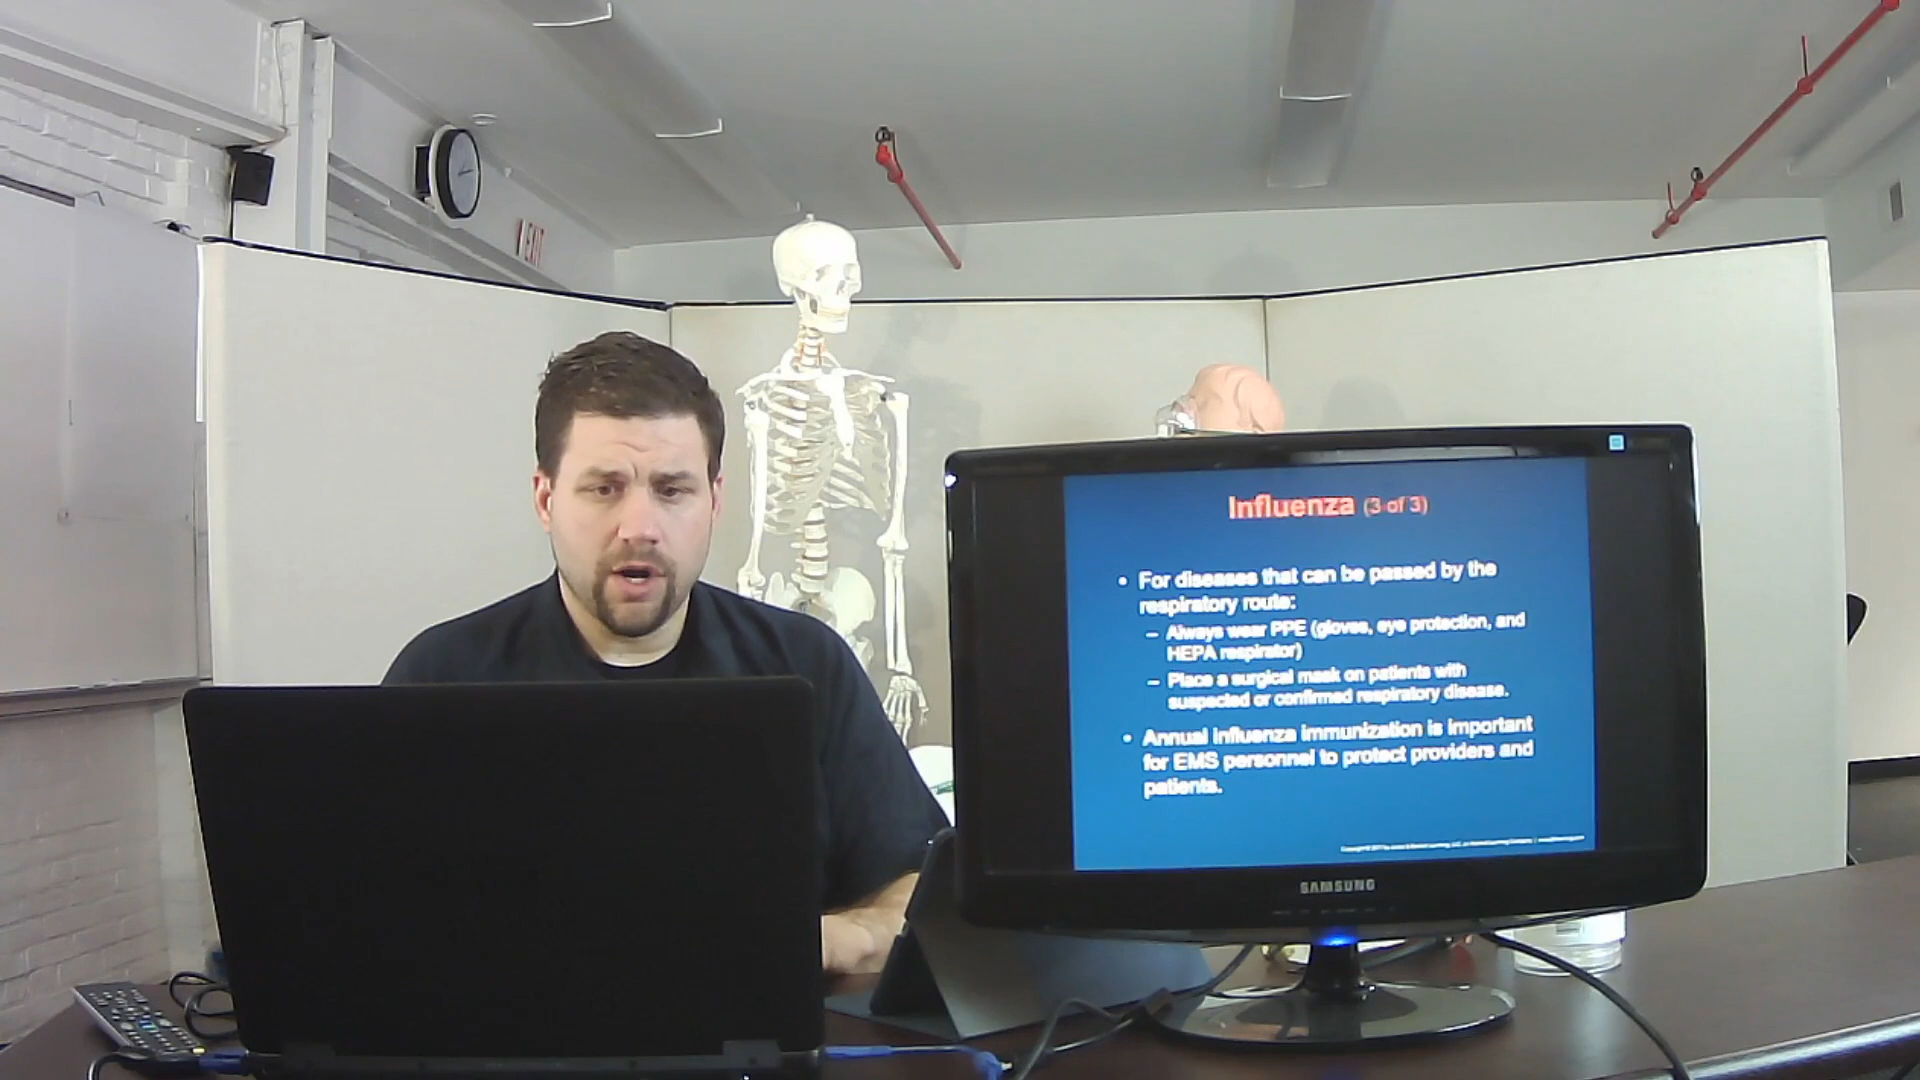 EXIT
Influenza (3 of 3)
• For diseases that can be passed by the
respiratory route:
– Always wear PPE (gloves, eye protection, and
HEPA respirator)
– Place a surgical mask on patients with
suspected or confirmed respiratory disease.
• Annual influenza immunization is important
for EMS personnel to protect providers and
patients.
SAMSUNG